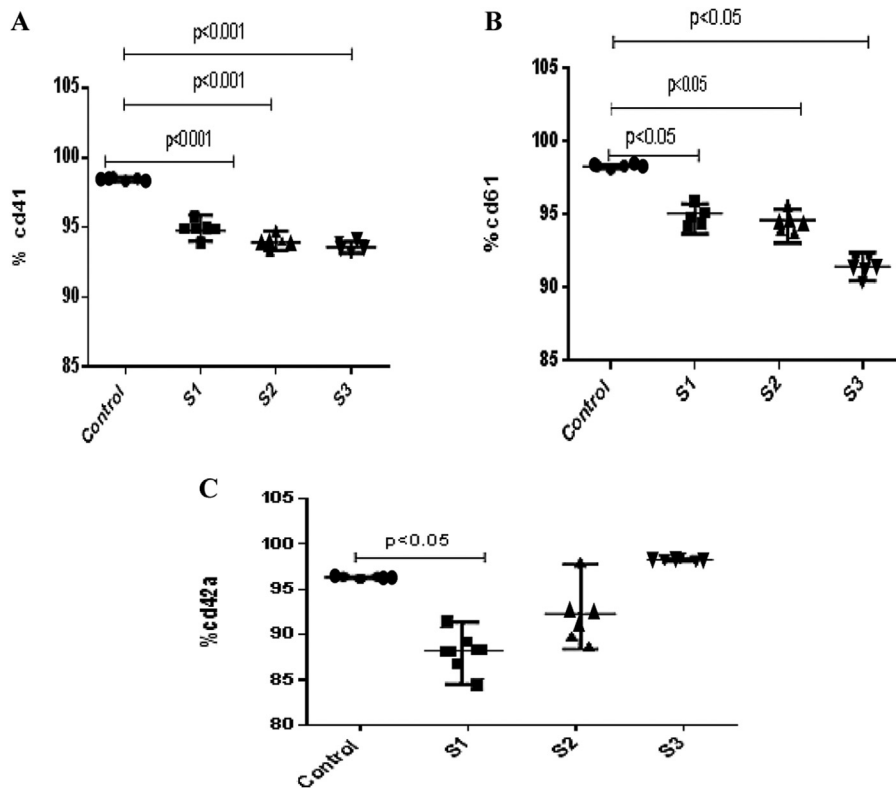 A
p<0.001
p<0.001
p<0001
% cd41
105
100
95
90
85
Control
S1
S2
S3
B
p<0.05
p<0.05
p<0.05
%cd61
105
100
95
90
85
Control
S1
S2
S3
C
p<0.05
%cd42a
105
100
95
90
85
80
Control
S1
S2
S3